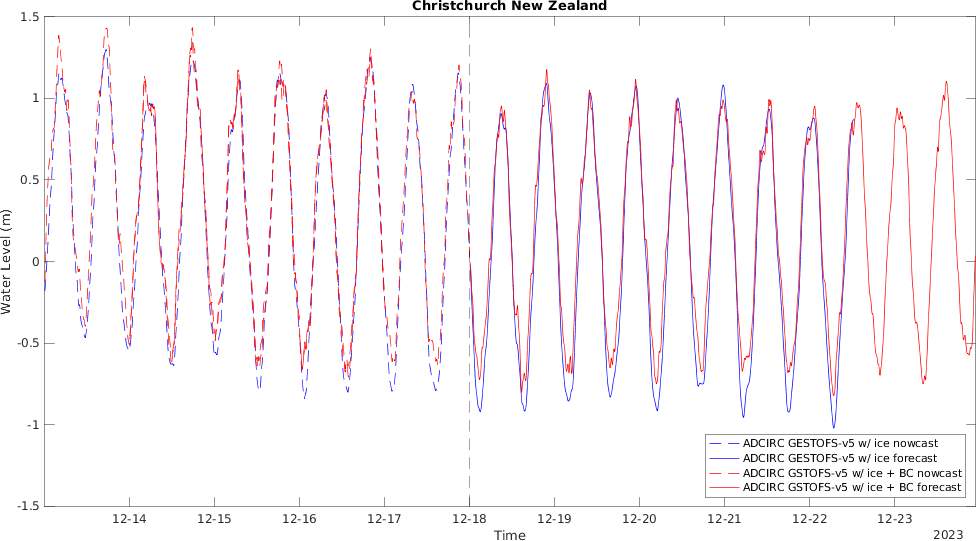 Christchurch New Zealand
1.5
1
0.5
0
-0.5
-1
-1.5
Water Level (m)
12-14 12-15 12-16 12-17 12-18 12-19 12-20 12-21 12-22 12-23
Time
2023
ADCIRC GESTOFS-v5 w/ ice nowcast
ADCIRC GESTOFS-v5 w/ ice forecast
ADCIRC GSTOFS-v5 w/ ice + BC nowcast
ADCIRC GSTOFS-v5 w/ ice + BC forecast